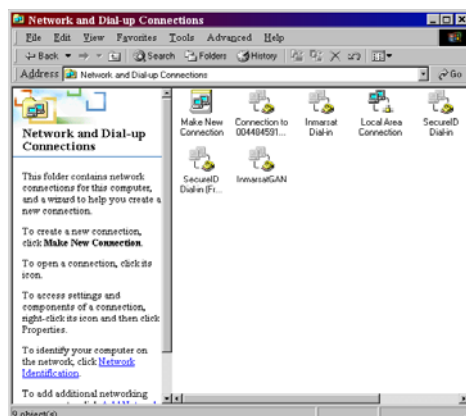 Network and Dial-up Connections
File Edit View Favorites Tools Advanced Help
Back Search Folders History
Address Network and Dial-up Connections Go
Network and Dial-up
Connections
This folder contains network
connections for this computer,
and a wizard to help you create a
new connection.
To create a new connection,
click Make New Connection.
To open a connection, click its
icon.
To access settings and
components of a connection,
right-click its icon and then click
Properties.
To identify your computer on
the network, click Network
Identification.
To add additional networking
Make New
Connection
Connection to
004484591...
Inmarsat
Dial-in
Local Area
Connection
SecureID
Dial-in
SecureID
Dial-in (Fr...
InmarsatGAN
9 object(s)